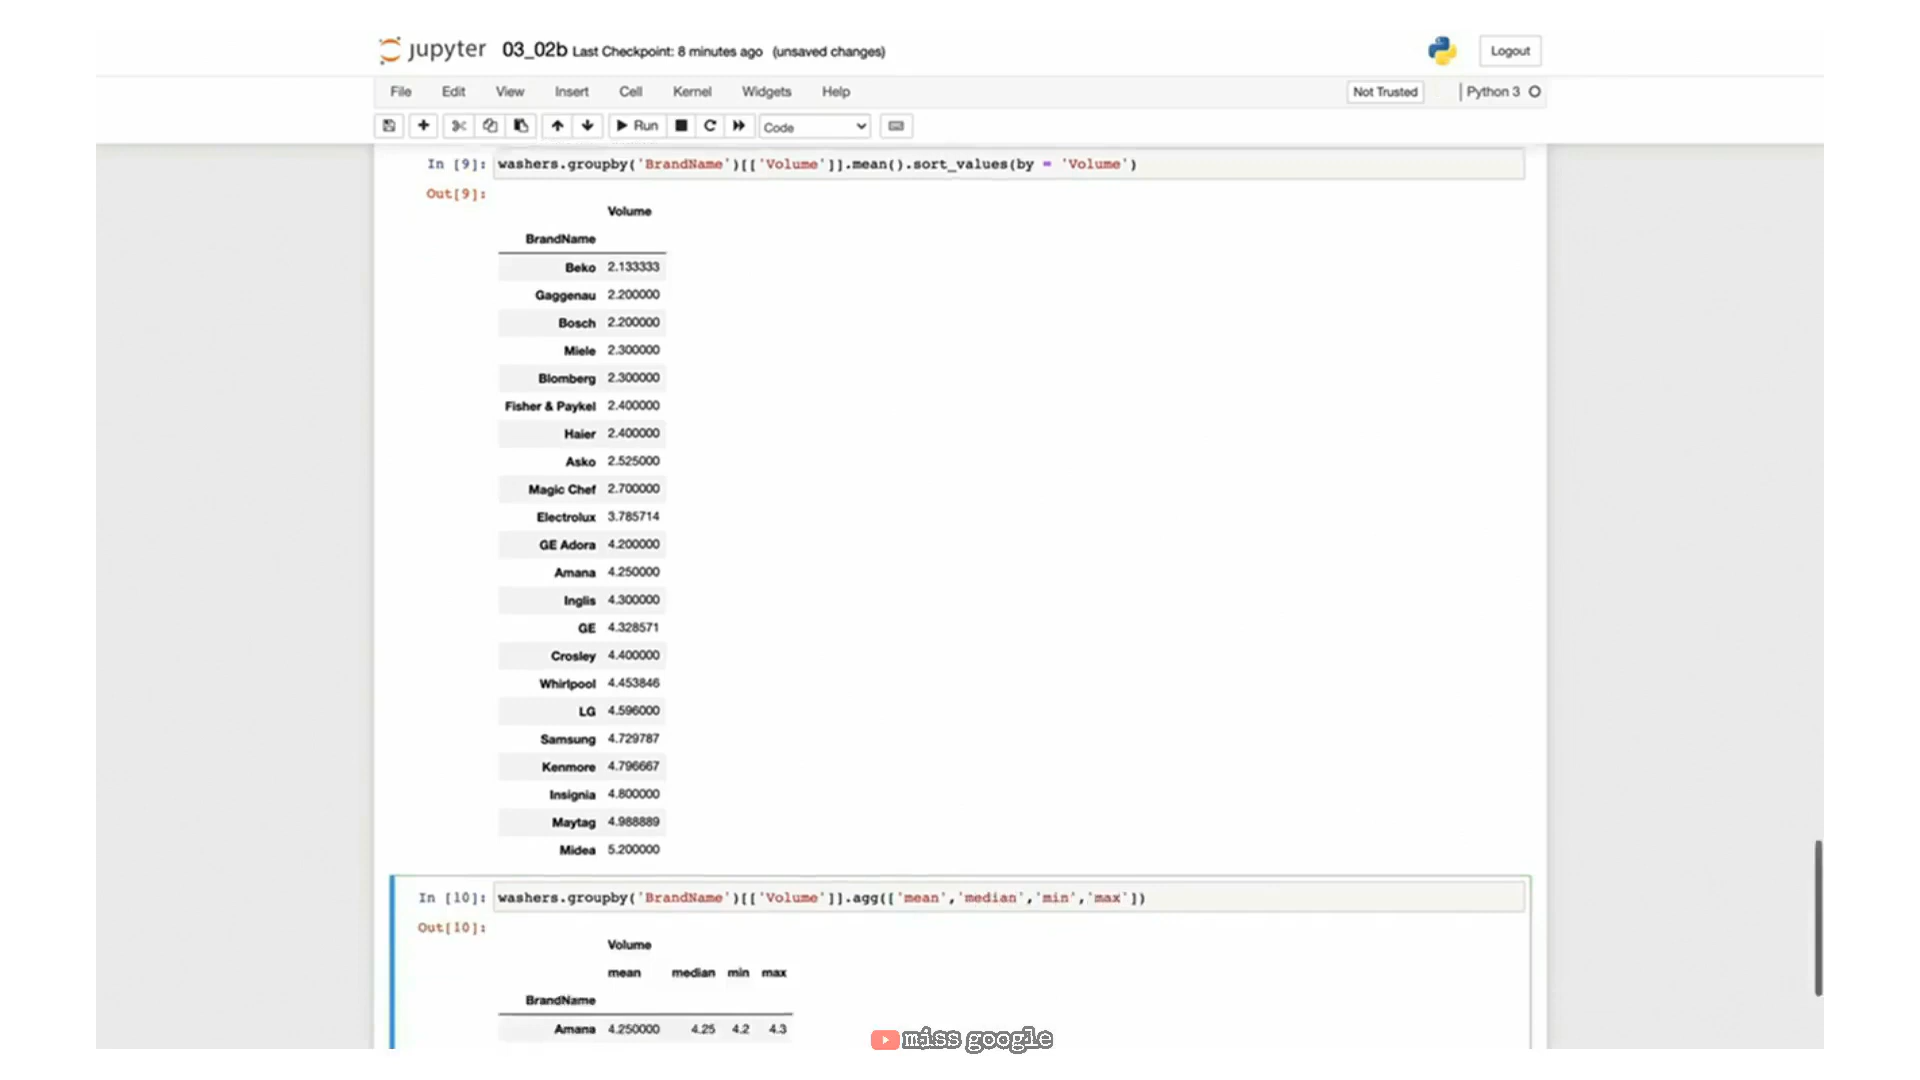 jupyter 03_02b Last Checkpoint: 8 minutes ago (unsaved changes) Logout
File Edit View Insert Cell Kernel Widgets Help Not Trusted Python 3
Run Code
In [9]: washers.groupby('BrandName')[['Volume']].mean().sort_values(by = 'Volume')
Out[9]:
Volume
BrandName
Beko 2.133333
Gaggenau 2.200000
Bosch 2.200000
Miele 2.300000
Blomberg 2.300000
Fisher & Paykel 2.400000
Haier 2.400000
Asko 2.525000
Magic Chef 2.700000
Electrolux 3.785714
GE Adora 4.200000
Amana 4.250000
Inglis 4.300000
GE 4.328571
Crosley 4.400000
Whirlpool 4.453846
LG 4.596000
Samsung 4.729787
Kenmore 4.796667
Insignia 4.800000
Maytag 4.988889
Midea 5.200000
In [10]: washers.groupby('BrandName')[['Volume']].agg(['mean','median','min','max'])
Out[10]:
Volume
mean median min max
BrandName
Amana 4.250000 4.25 4.2 4.3
miss google